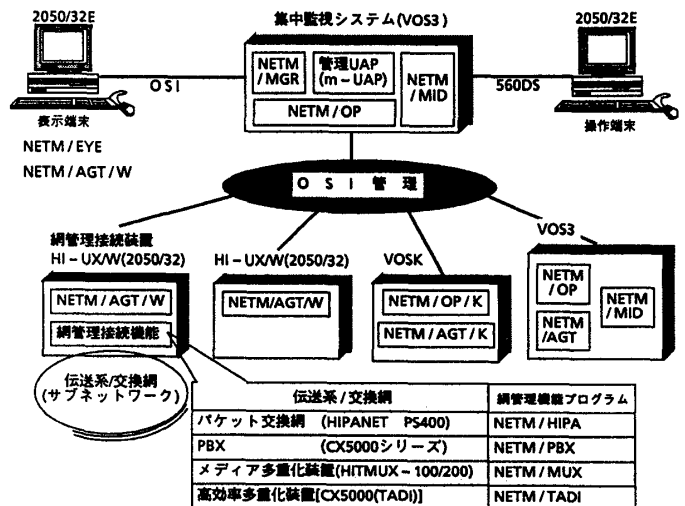 2050/32E
集中監視システム(VOS3)
2050/32E
NETM
/MGR
管理UAP
(m-UAP)
NETM
/MID
NETM/OP
OSI
560DS
表示端末
操作端末
NETM/EYE
NETM/AGT/W
OSI管理
網管理接続装置
HI-UX/W(2050/32)
HI-UX/W(2050/32)
VOSK
VOS3
NETM/AGT/W
網管理接続機能
NETM/AGT/W
NETM/OP/K
NETM/AGT/K
NETM
/OP
NETM
/AGT
NETM
/MID
伝送系/交換網
(サブネットワーク)
伝送系/交換網 網管理機能プログラム
パケット交換網 (HIPANET PS400) NETM/HIPA
PBX (CX5000シリーズ) NETM/PBX
メディア多重化装置(HITMUX-100/200) NETM/MUX
高効率多重化装置[CX5000(TADI)] NETM/TADI